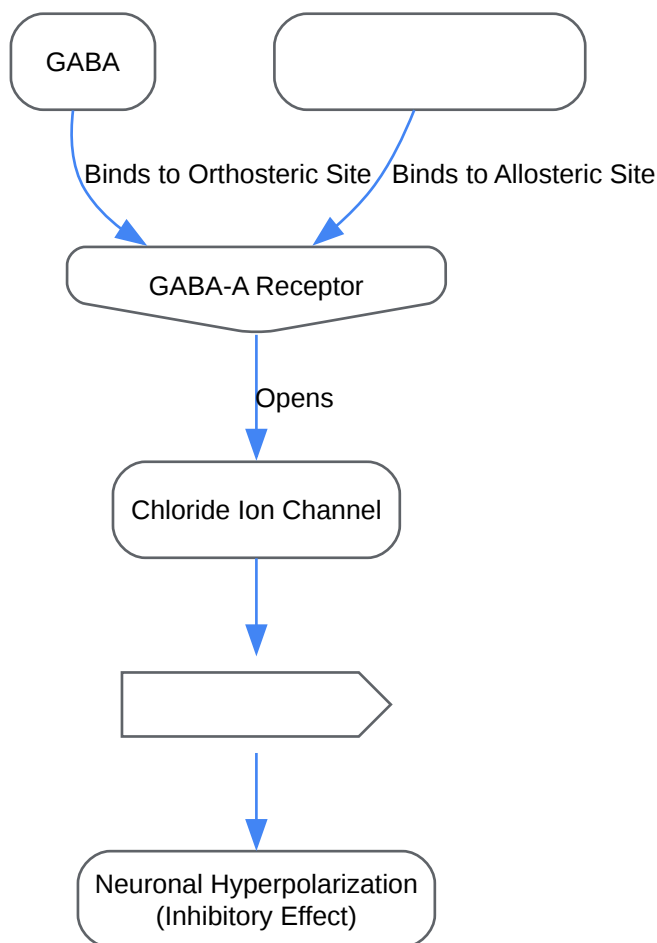 GABA
Binds to Orthosteric Site
Binds to Allosteric Site
GABA-A Receptor
Opens
Chloride Ion Channel
Neuronal Hyperpolarization
(Inhibitory Effect)